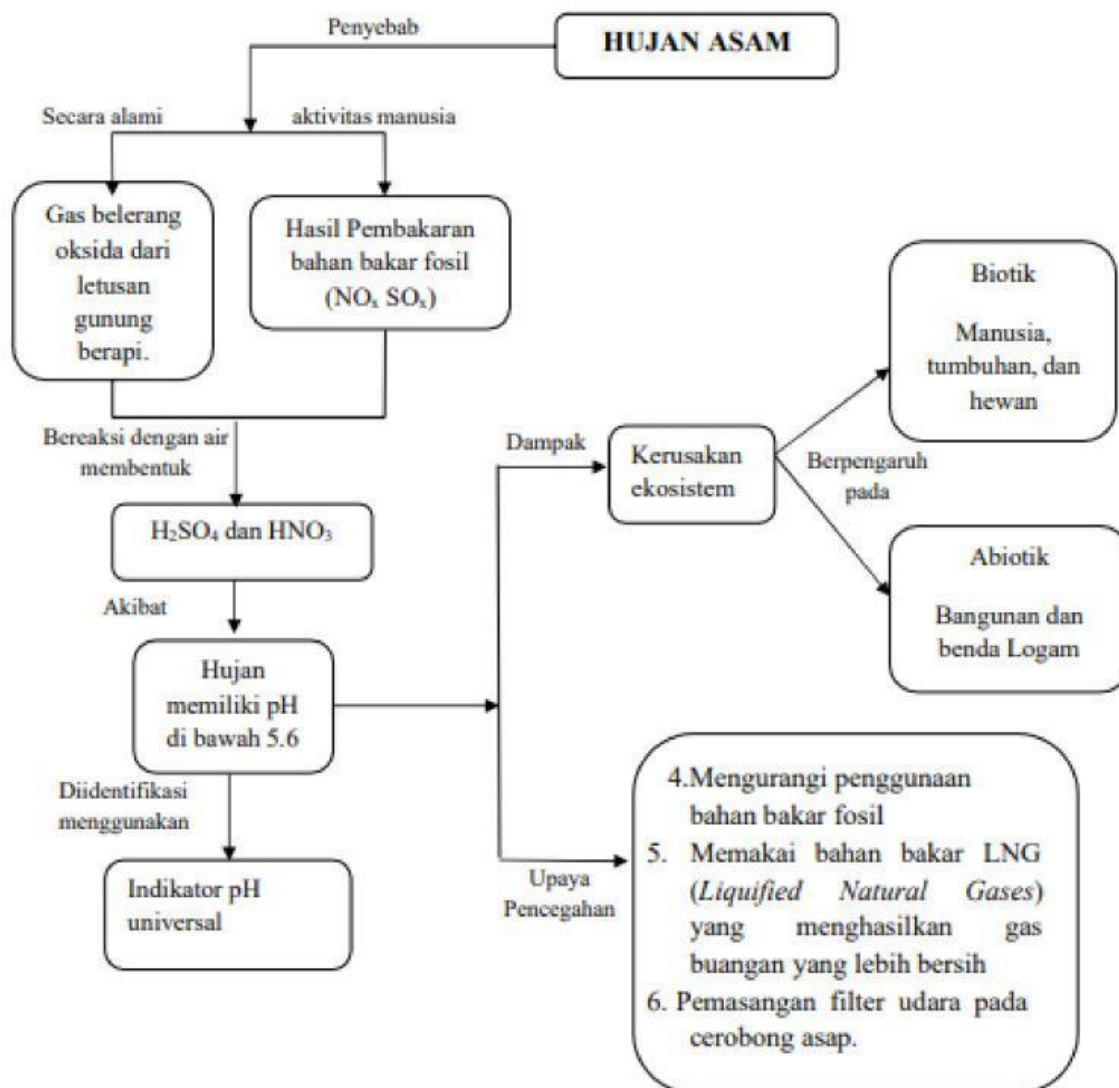 HUJAN ASAM
Penyebab
Secara alami
aktivitas manusia
Gas belerang
oksida dari
letusan
gunung
berapi.
Hasil Pembakaran
bahan bakar fosil
(NOₓ SOₓ)
Bereaksi dengan air
membentuk
H₂SO₄ dan HNO₃
Akibat
Hujan
memiliki pH
di bawah 5.6
Diidentifikasi
menggunakan
Indikator pH
universal
Dampak
Kerusakan
ekosistem
Berpengaruh
pada
Biotik
Manusia,
tumbuhan, dan
hewan
Abiotik
Bangunan dan
benda Logam
Upaya
Pencegahan
4.Mengurangi penggunaan
bahan bakar fosil
5. Memakai bahan bakar LNG
(Liquified Natural Gases)
yang menghasilkan gas
buangan yang lebih bersih
6. Pemasangan filter udara pada
cerobong asap.